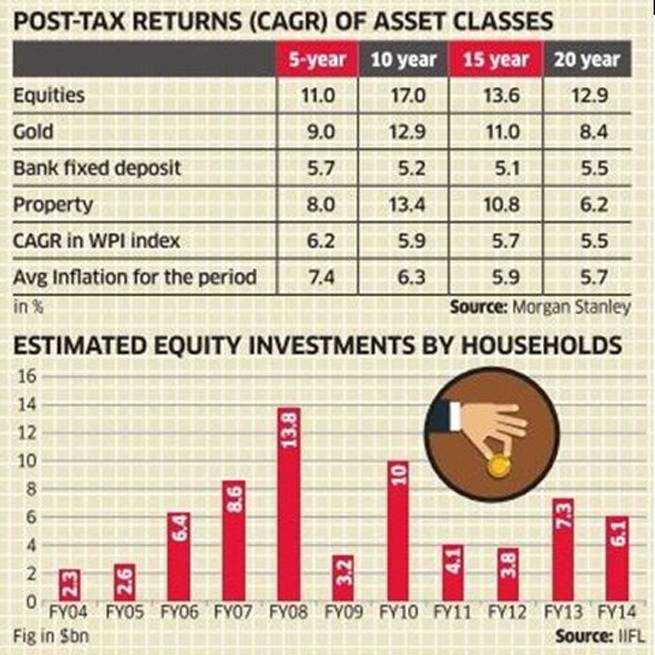 POST-TAX RETURNS (CAGR) OF ASSET CLASSES
5-year 10 year 15 year 20 year
Equities 11.0 17.0 13.6 12.9
Gold 9.0 12.9 11.0 8.4
Bank fixed deposit 5.7 5.2 5.1 5.5
Property 8.0 13.4 10.8 6.2
CAGR in WPI index 6.2 5.9 5.7 5.5
Avg Inflation for the period 7.4 6.3 5.9 5.7
in % Source: Morgan Stanley
ESTIMATED EQUITY INVESTMENTS BY HOUSEHOLDS
16
14
12
10
8
6
4
2
0
2.3 2.6 6.4 8.6 13.8 3.2 10 4.1 3.8 7.3 6.1
FY04 FY05 FY06 FY07 FY08 FY09 FY10 FY11 FY12 FY13 FY14
Fig in $bn Source: IIFL